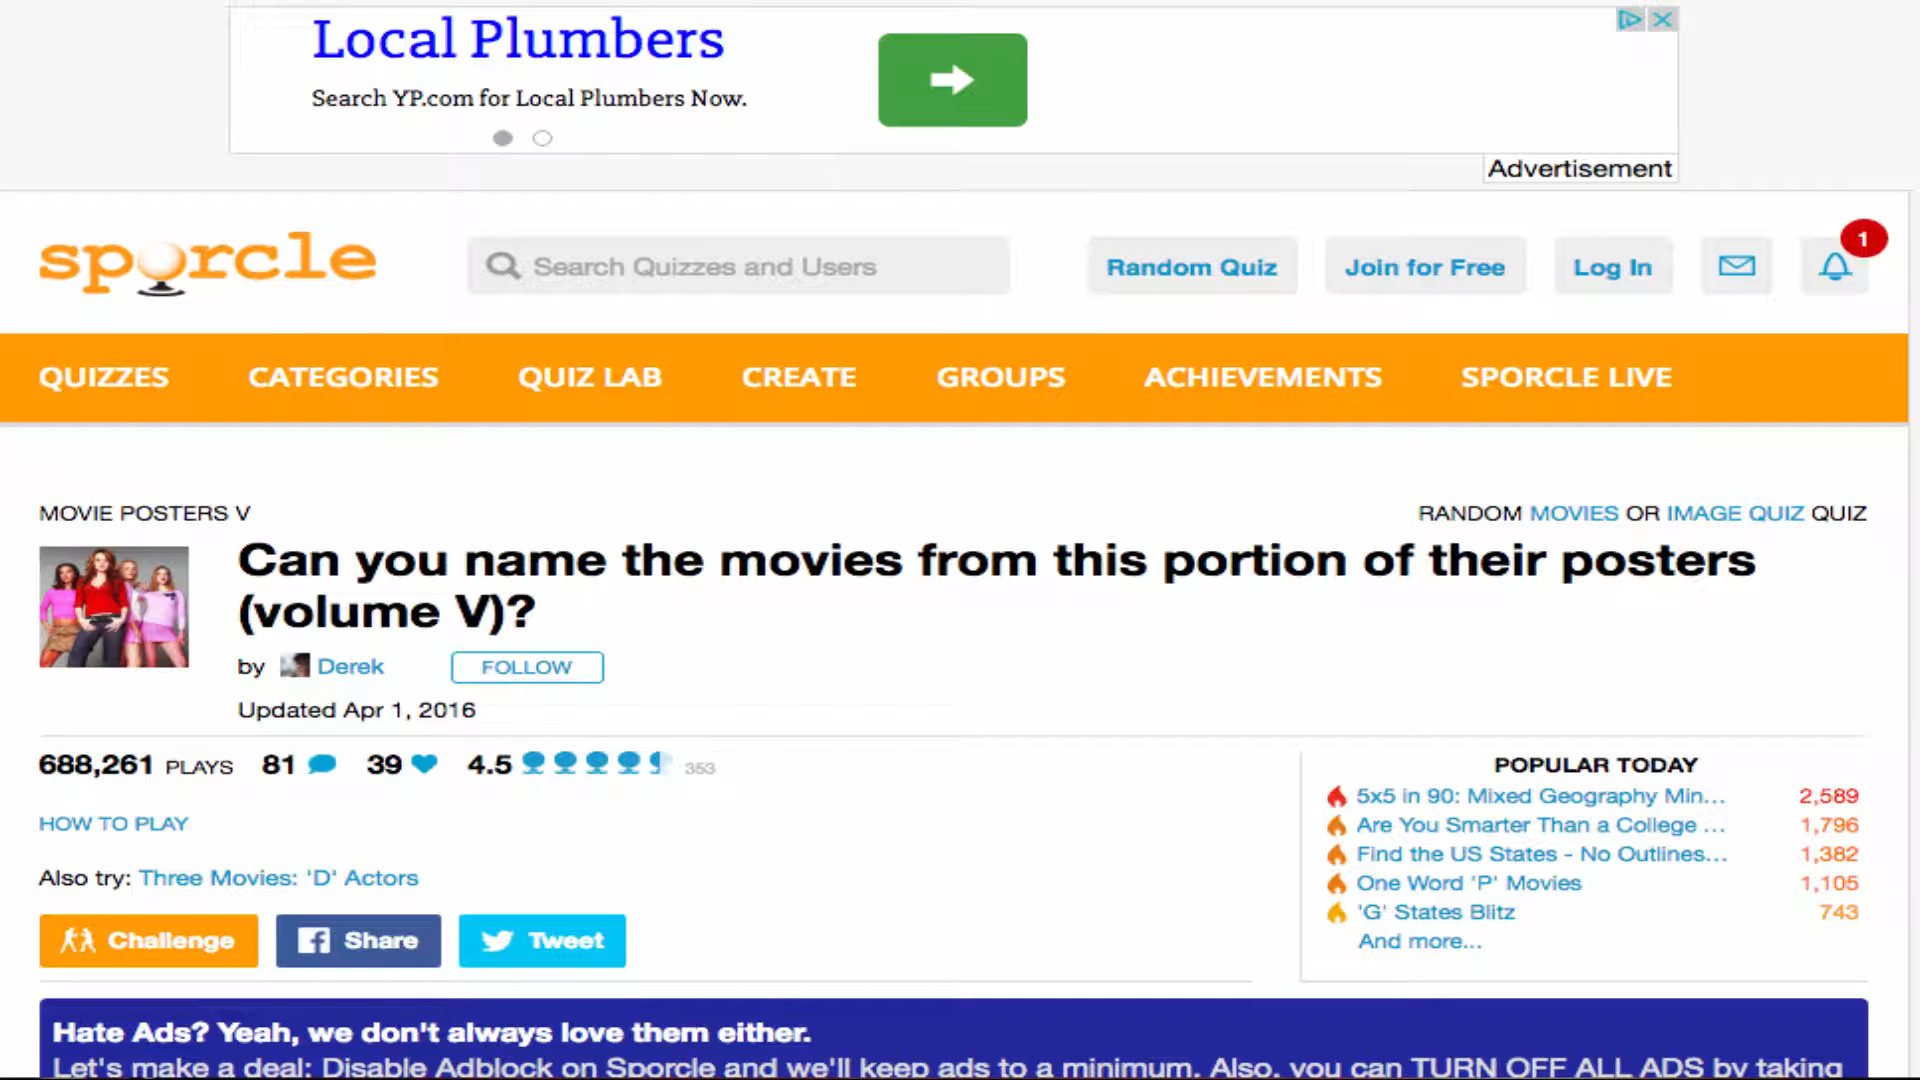 Local Plumbers
Search YP.com for Local Plumbers Now.
Advertisement
sporcle
Search Quizzes and Users
Random Quiz
Join for Free
Log In
1
QUIZZES
CATEGORIES
QUIZ LAB
CREATE
GROUPS
ACHIEVEMENTS
SPORCLE LIVE
MOVIE POSTERS V
RANDOM MOVIES OR IMAGE QUIZ QUIZ
Can you name the movies from this portion of their posters
(volume V)?
by Derek
FOLLOW
Updated Apr 1, 2016
688,261 PLAYS 81 39 4.5 353
HOW TO PLAY
Also try: Three Movies: 'D' Actors
Challenge
Share
Tweet
POPULAR TODAY
5x5 in 90: Mixed Geography Min... 2,589
Are You Smarter Than a College ... 1,796
Find the US States - No Outlines... 1,382
One Word 'P' Movies 1,105
'G' States Blitz 743
And more...
Hate Ads? Yeah, we don't always love them either.
Let's make a deal: Disable Adblock on Sporcle and we'll keep ads to a minimum. Also, you can TURN OFF ALL ADS by taking